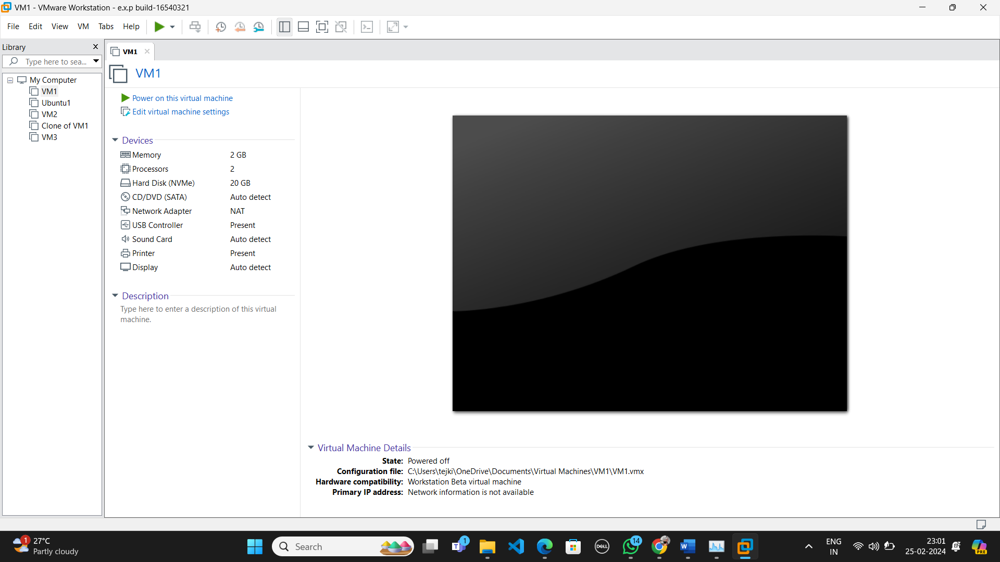 VM1 - VMware Workstation - e.x.p build-16540321
File Edit View VM Tabs Help
Library
Type here to sea...
My Computer
VM1
Ubuntu1
VM2
Clone of VM1
VM3
VM1
VM1
Power on this virtual machine
Edit virtual machine settings
Devices
Memory 2 GB
Processors 2
Hard Disk (NVMe) 20 GB
CD/DVD (SATA) Auto detect
Network Adapter NAT
USB Controller Present
Sound Card Auto detect
Printer Present
Display Auto detect
Description
Type here to enter a description of this virtual
machine.
Virtual Machine Details
State: Powered off
Configuration file: C:\Users\tejki\OneDrive\Documents\Virtual Machines\VM1\VM1.vmx
Hardware compatibility: Workstation Beta virtual machine
Primary IP address: Network information is not available
1
27°C
Partly cloudy
Search
T
1
DELL
14
W
ENG
IN
23:01
25-02-2024
PRE